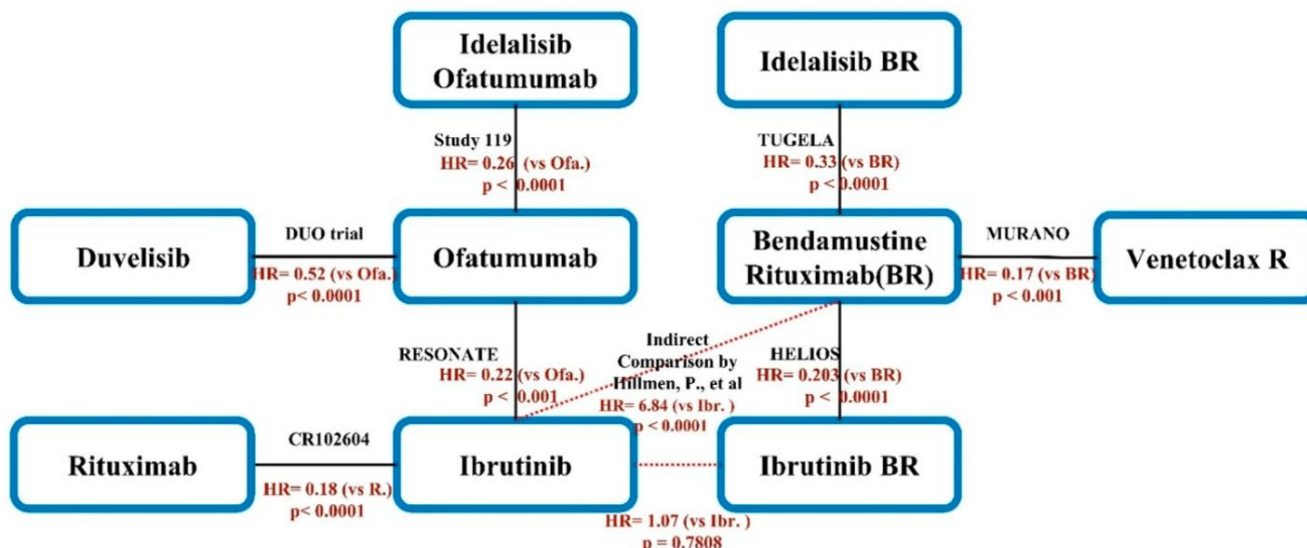 Idelalisib
Ofatumumab
Idelalisib BR
Study 119
HR= 0.26 (vs Ofa.)
p < 0.0001
TUGELA
HR= 0.33 (vs BR)
p < 0.0001
Duvelisib
DUO trial
HR= 0.52 (vs Ofa.)
p< 0.0001
Ofatumumab
Bendamustine
Rituximab(BR)
MURANO
HR= 0.17 (vs BR)
p < 0.001
Venetoclax R
RESONATE
HR= 0.22 (vs Ofa.)
p < 0.001
Indirect
Comparison by
Hillmen, P., et al
HR= 6.84 (vs Ibr. )
p < 0.0001
HELIOS
HR= 0.203 (vs BR)
p < 0.0001
Rituximab
CR102604
HR= 0.18 (vs R.)
p< 0.0001
Ibrutinib
HR= 1.07 (vs Ibr. )
p = 0.7808
Ibrutinib BR